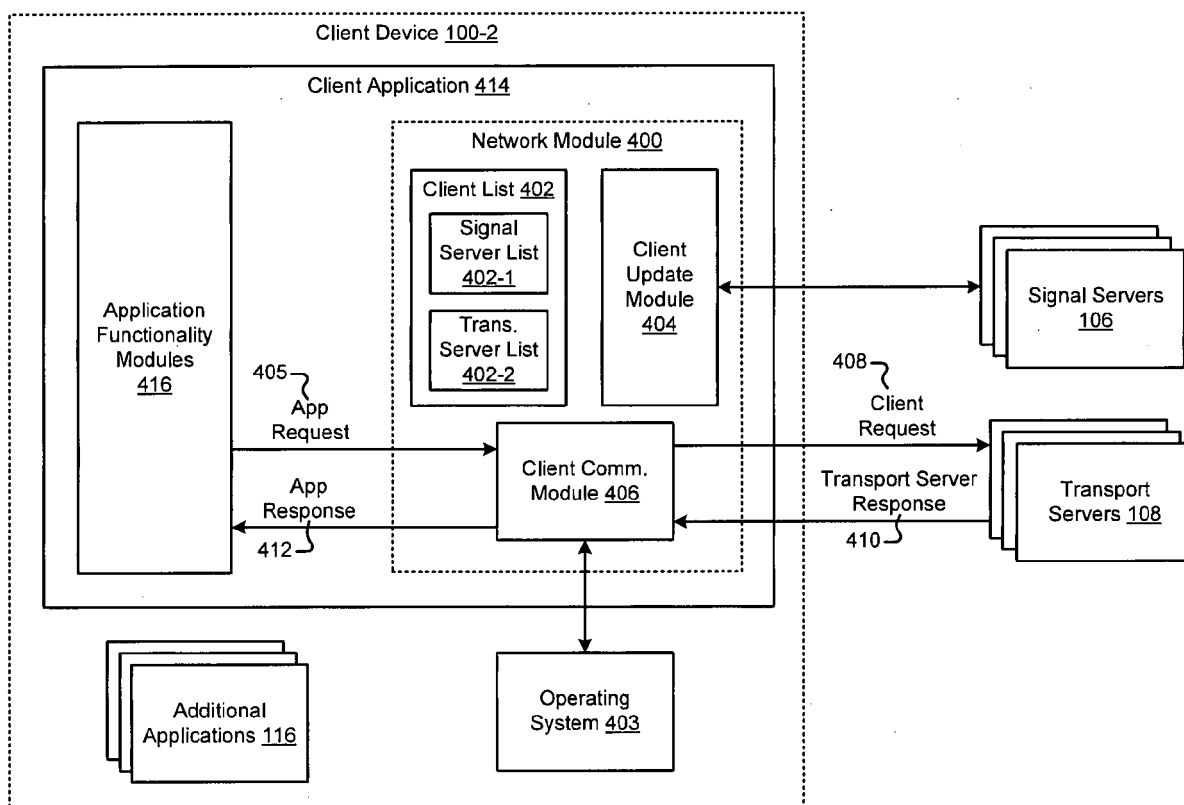 Client Device 100-2
Client Application 414
Network Module 400
Client List 402
Signal
Server List
402-1
Trans.
Server List
402-2
Client
Update
Module
404
Application
Functionality
Modules
416
Signal Servers
106
405
App
Request
408
Client
Request
Client Comm.
Module 406
App
Response
412
Transport Server
Response
410
Transport
Servers 108
Additional
Applications 116
Operating
System 403